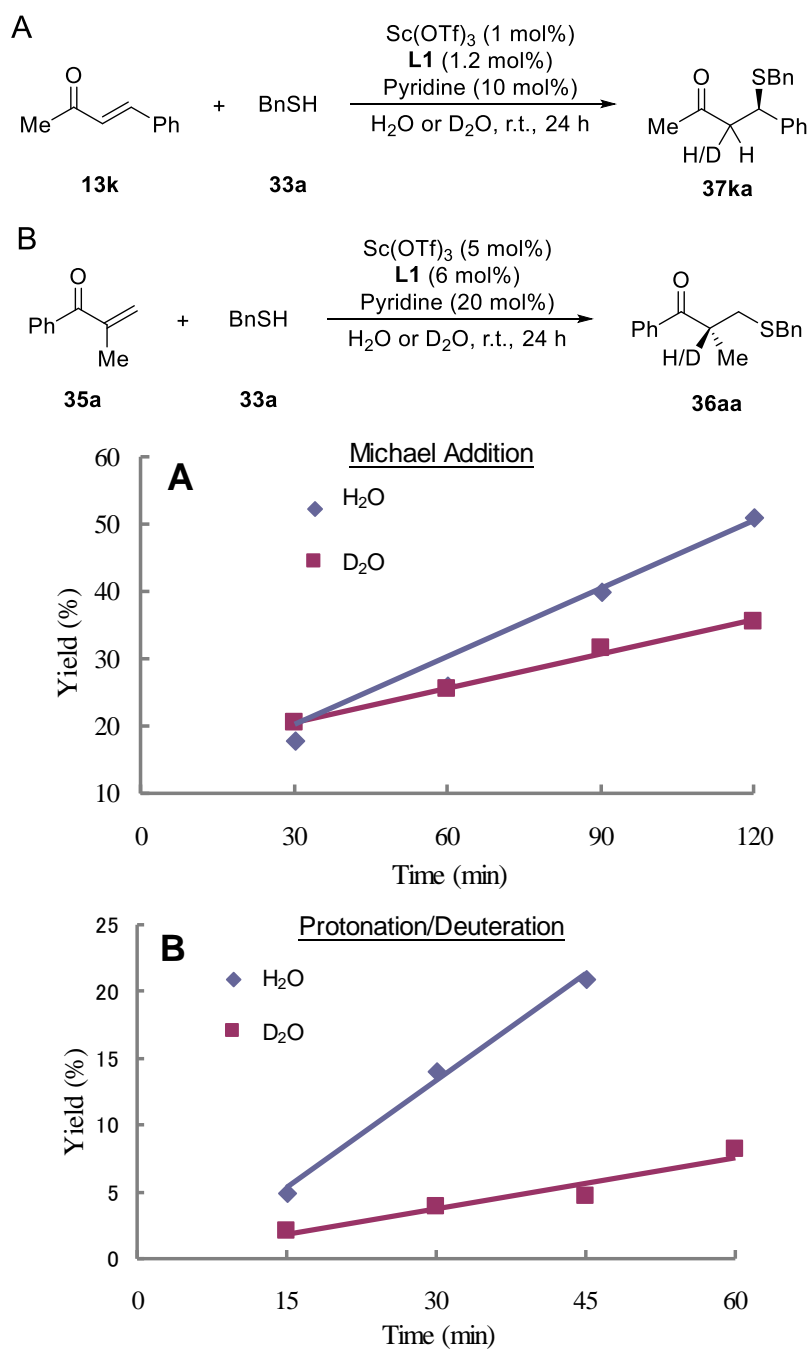 A
Sc(OTf)₃ (1 mol%)
L1 (1.2 mol%)
Pyridine (10 mol%)
H₂O or D₂O, r.t., 24 h
O
Me
Ph
+
BnSH
O
SBn
Me
Ph
H/D
H
13k
33a
37ka
B
Sc(OTf)₃ (5 mol%)
L1 (6 mol%)
Pyridine (20 mol%)
H₂O or D₂O, r.t., 24 h
O
Ph
Me
+
BnSH
O
Ph
SBn
H/D
Me
35a
33a
36aa
Michael Addition
A
H₂O
D₂O
Yield (%)
60
50
40
30
20
10
0
30
60
90
120
Time (min)
Protonation/Deuteration
B
H₂O
D₂O
Yield (%)
25
20
15
10
5
0
0
15
30
45
60
Time (min)